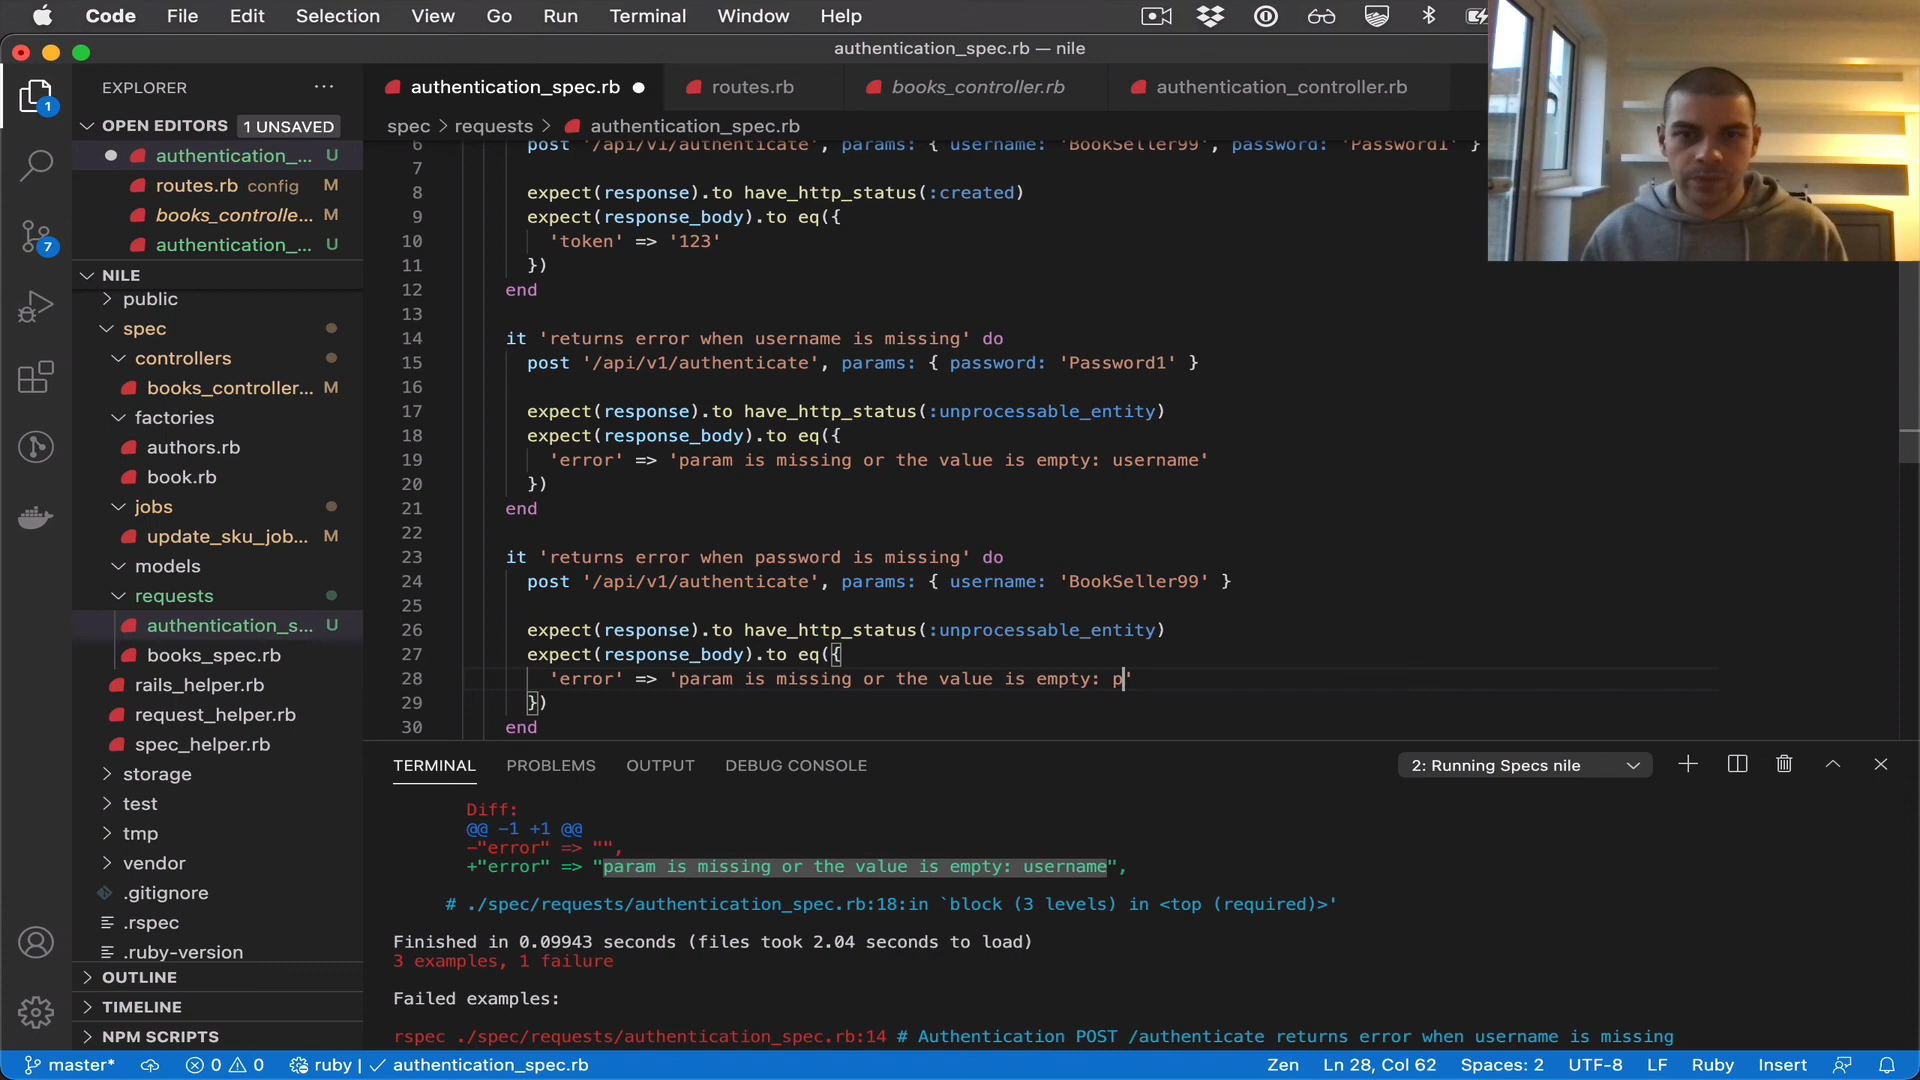 Code File Edit Selection View Go Run Terminal Window Help
authentication_spec.rb — nile
EXPLORER
authentication_spec.rb
routes.rb
books_controller.rb
authentication_controller.rb
OPEN EDITORS 1 UNSAVED
authentication_... U
routes.rb config M
books_controlle... M
authentication_... U
1
7
NILE
public
spec
controllers
books_controller... M
factories
authors.rb
book.rb
jobs
update_sku_job... M
models
requests
authentication_s... U
books_spec.rb
rails_helper.rb
request_helper.rb
spec_helper.rb
storage
test
tmp
vendor
.gitignore
.rspec
.ruby-version
OUTLINE
TIMELINE
NPM SCRIPTS
spec > requests > authentication_spec.rb
6 post '/api/v1/authenticate', params: { username: 'BookSeller99', password: 'Password1' }
7
8 expect(response).to have_http_status(:created)
9 expect(response_body).to eq({
10 'token' => '123'
11 })
12 end
13
14 it 'returns error when username is missing' do
15 post '/api/v1/authenticate', params: { password: 'Password1' }
16
17 expect(response).to have_http_status(:unprocessable_entity)
18 expect(response_body).to eq({
19 'error' => 'param is missing or the value is empty: username'
20 })
21 end
22
23 it 'returns error when password is missing' do
24 post '/api/v1/authenticate', params: { username: 'BookSeller99' }
25
26 expect(response).to have_http_status(:unprocessable_entity)
27 expect(response_body).to eq({
28 'error' => 'param is missing or the value is empty: p'
29 })
30 end
TERMINAL PROBLEMS OUTPUT DEBUG CONSOLE 2: Running Specs nile
Diff:
@@ -1 +1 @@
-"error" => "",
+"error" => "param is missing or the value is empty: username",
# ./spec/requests/authentication_spec.rb:18:in `block (3 levels) in <top (required)>'
Finished in 0.09943 seconds (files took 2.04 seconds to load)
3 examples, 1 failure
Failed examples:
rspec ./spec/requests/authentication_spec.rb:14 # Authentication POST /authenticate returns error when username is missing
master* 0 0 ruby | ✓ authentication_spec.rb Zen Ln 28, Col 62 Spaces: 2 UTF-8 LF Ruby Insert